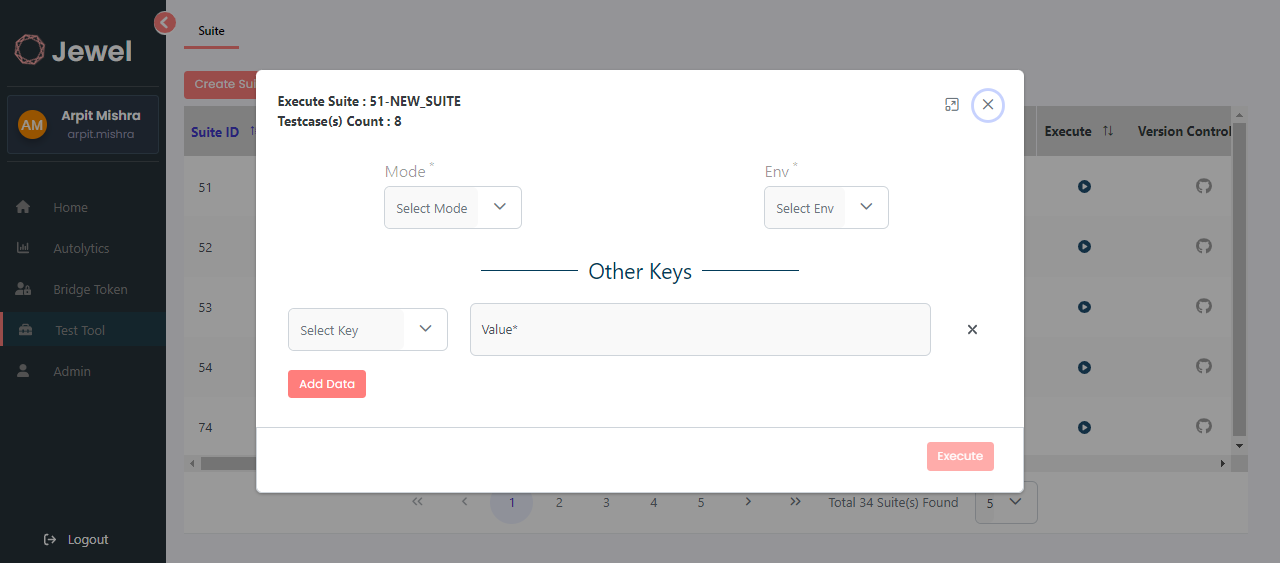 Jewel
AM
Arpit Mishra
arpit.mishra
Home
Autolytics
Bridge Token
Test Tool
Admin
Logout
Suite
Create Sui
Suite ID
Execute
Version Control
51
52
53
54
74
Execute Suite : 51-NEW_SUITE
Testcase(s) Count : 8
Mode *
Env *
Select Mode
Select Env
Other Keys
Select Key
Value*
Add Data
Execute
1 2 3 4 5
Total 34 Suite(s) Found
5